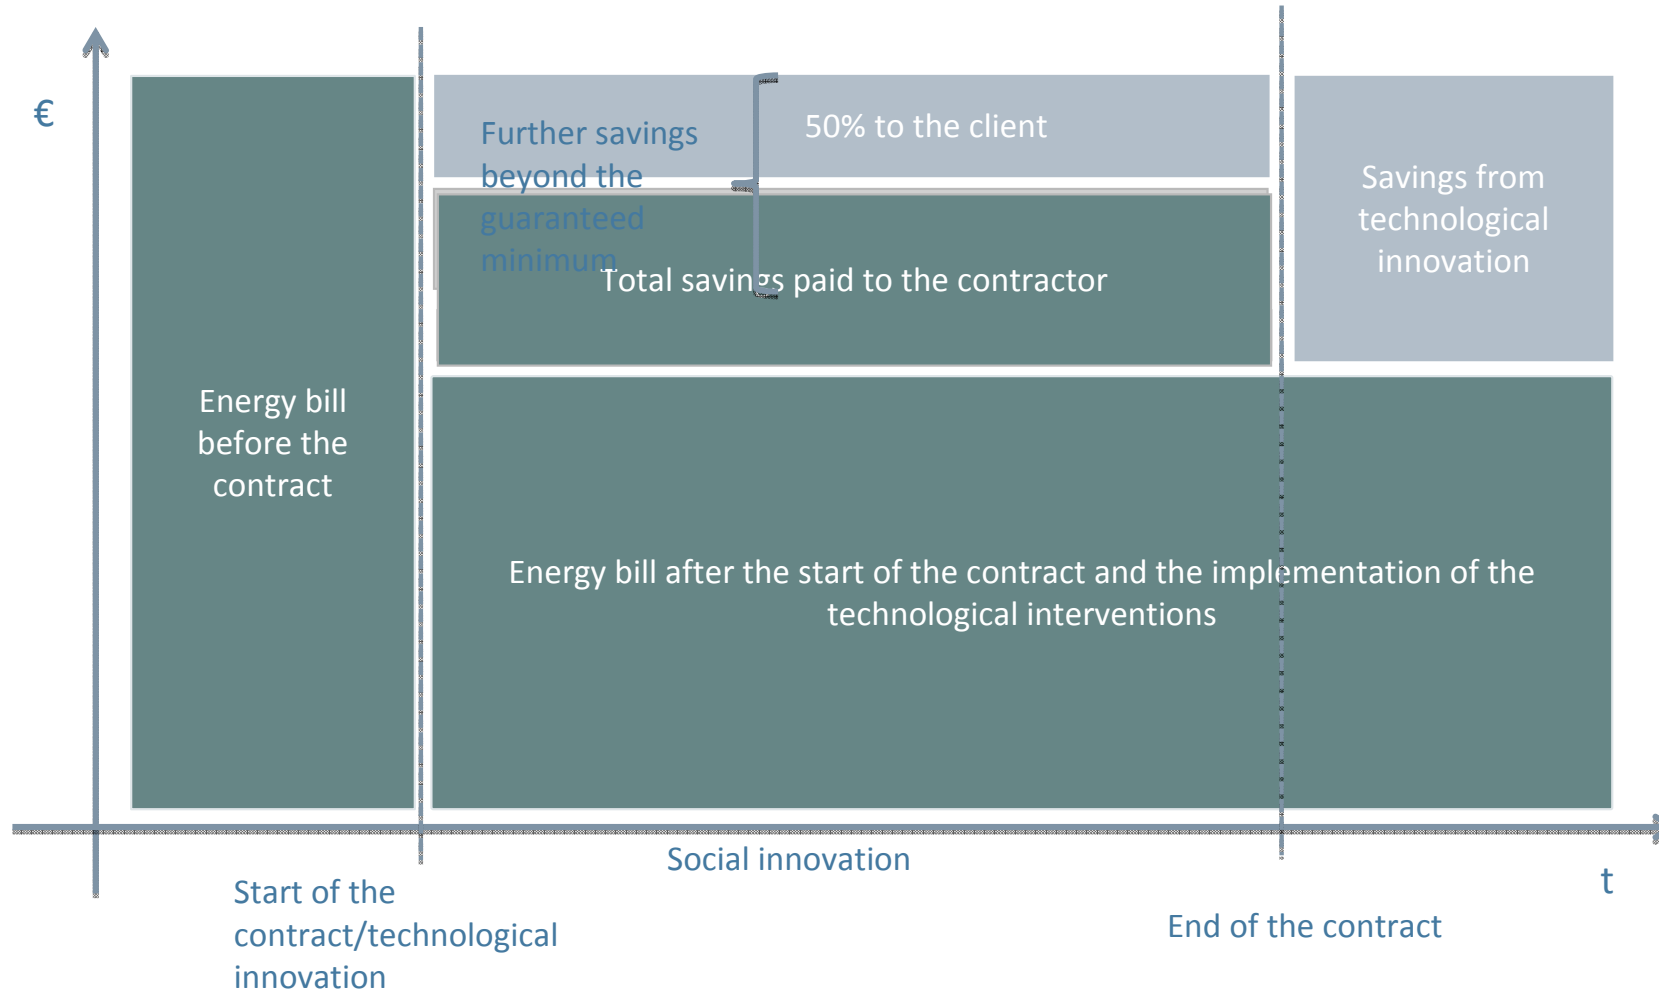 €
Further savings
beyond the
guaranteed
minimum
50% to the client
Total savings paid to the contractor
Savings from
technological
innovation
Energy bill
before the
contract
Energy bill after the start of the contract and the implementation of the
technological interventions
Social innovation
t
Start of the
contract/technological
innovation
End of the contract